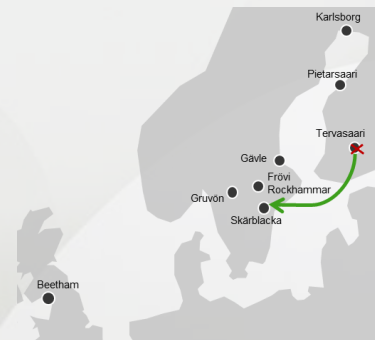 Karlsborg
Pietarsaari
Tervasaari
Gävle
Frövi
Rockhammar
Gruvön
Skärblacka
Beetham